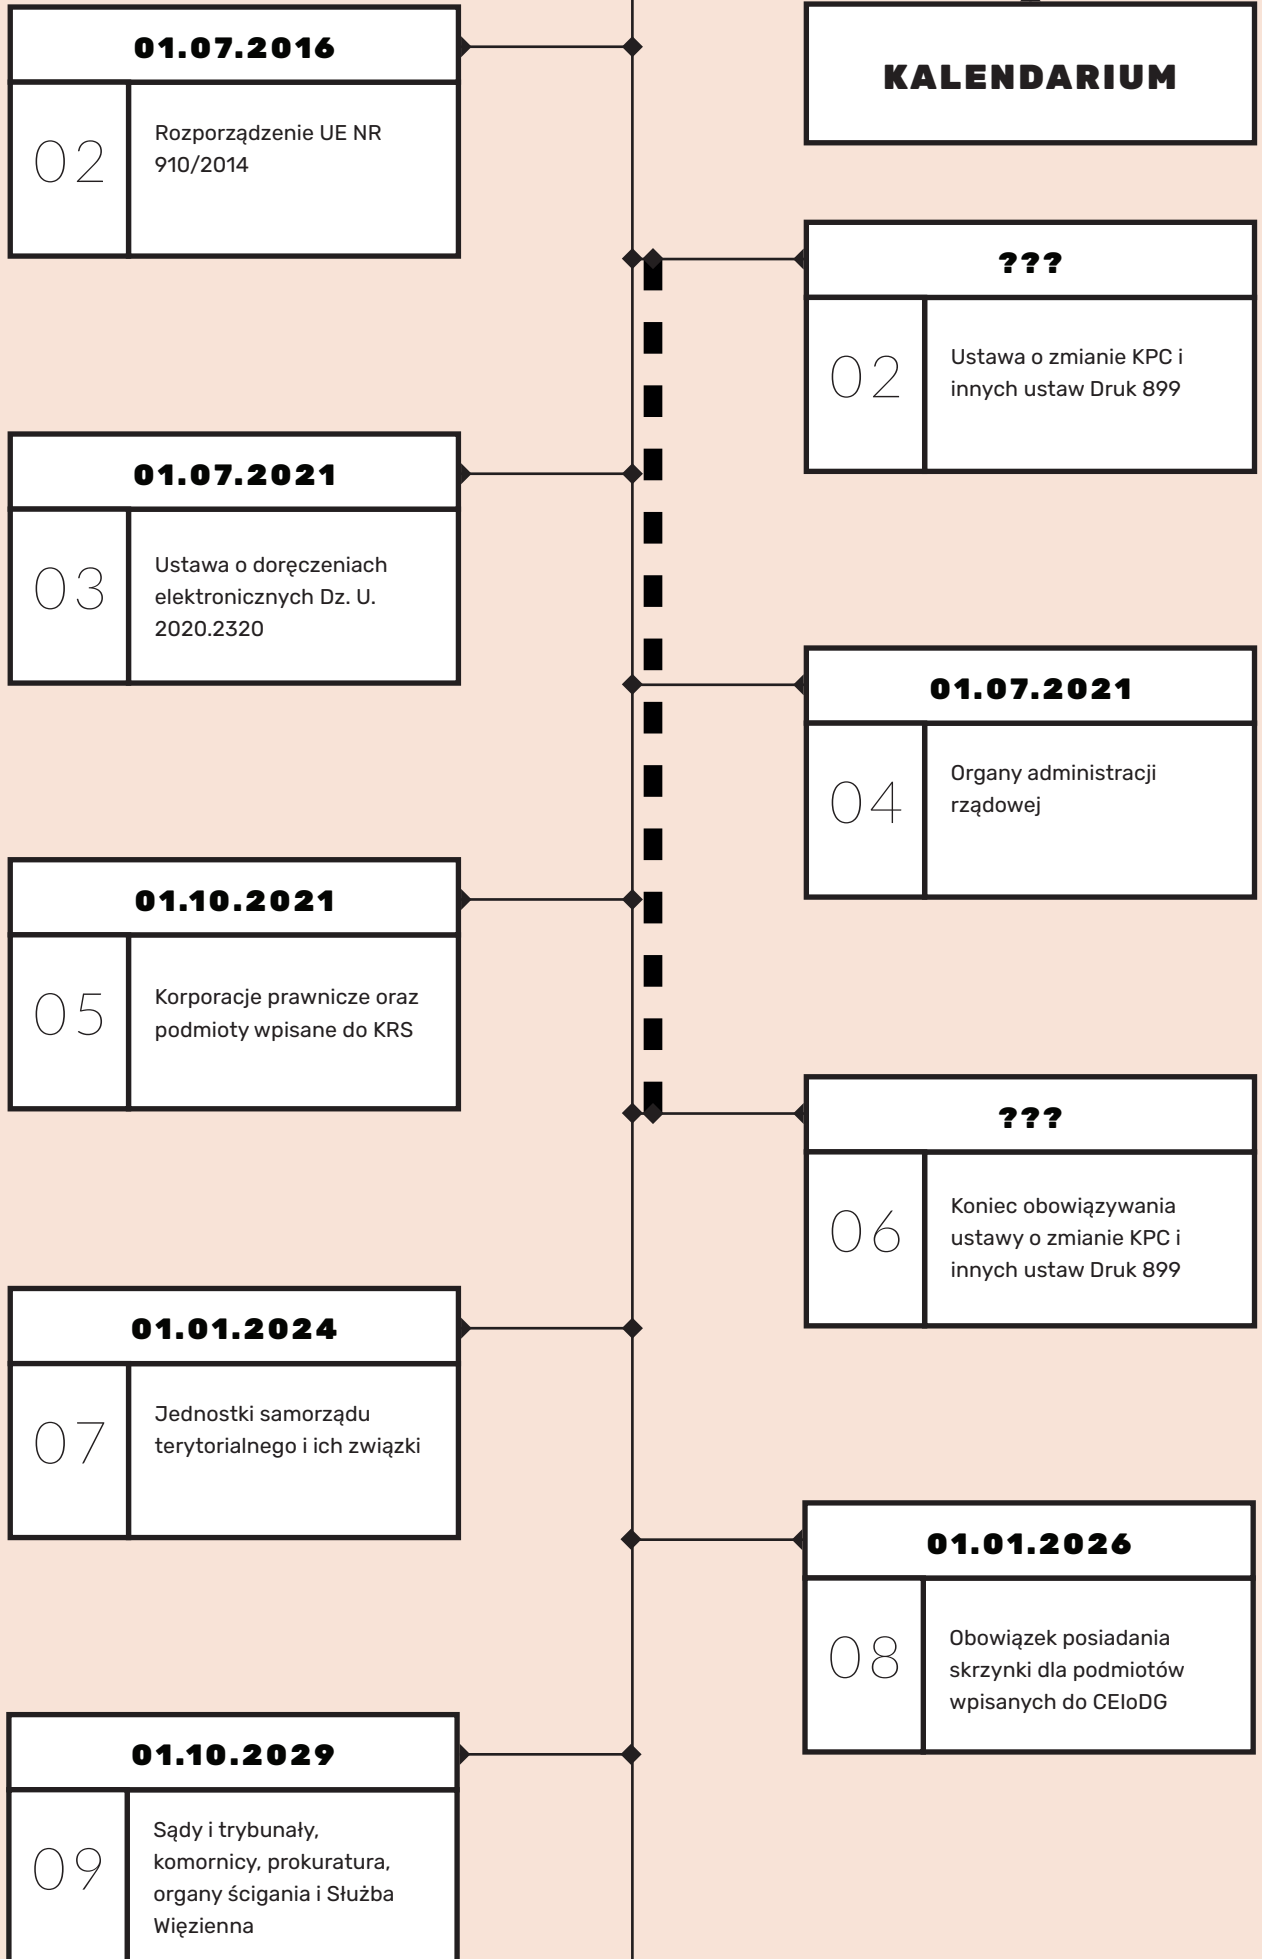 KALENDARIUM
01.07.2016
02
Rozporządzenie UE NR
910/2014
???
02
Ustawa o zmianie KPC i
innych ustaw Druk 899
01.07.2021
03
Ustawa o doręczeniach
elektronicznych Dz. U.
2020.2320
01.07.2021
04
Organy administracji
rządowej
01.10.2021
05
Korporacje prawnicze oraz
podmioty wpisane do KRS
???
06
Koniec obowiązywania
ustawy o zmianie KPC i
innych ustaw Druk 899
01.01.2024
07
Jednostki samorządu
terytorialnego i ich związki
01.01.2026
08
Obowiązek posiadania
skrzynki dla podmiotów
wpisanych do CEIoDG
01.10.2029
09
Sądy i trybunały,
komornicy, prokuratura,
organy ścigania i Służba
Więzienna